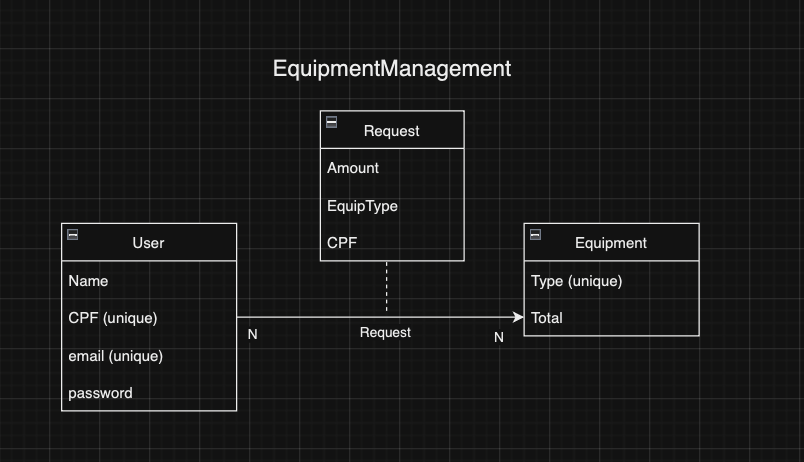 EquipmentManagement
Request
Amount
EquipType
CPF
User
Name
CPF (unique)
email (unique)
password
Equipment
Type (unique)
Total
N
Request
N